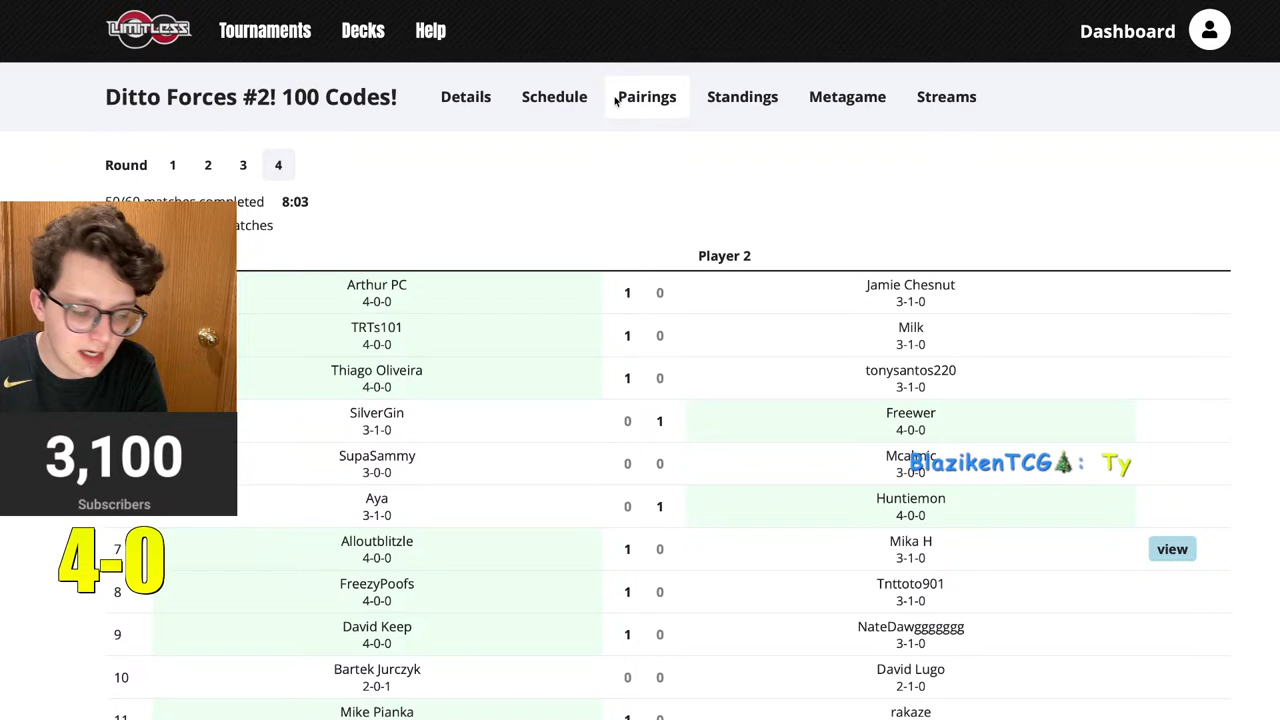 LIMITLESS Tournaments Decks Help Dashboard
Ditto Forces #2! 100 Codes! Details Schedule Pairings Standings Metagame Streams
Round 1 2 3 4
50/60 matches completed 8:03
atches
Player 2
Arthur PC 1 0 Jamie Chesnut
4-0-0 3-1-0
TRTs101 1 0 Milk
4-0-0 3-1-0
Thiago Oliveira 1 0 tonysantos220
4-0-0 3-1-0
SilverGin 0 1 Freewer
3-1-0 4-0-0
SupaSammy 0 0
3-0-0 3-0-0
BlazikenTCG🎄: Ty
Aya 0 1 Huntiemon
3-1-0 4-0-0
7 Alloutblitzle 1 0 Mika H view
4-0-0 3-1-0
8 FreezyPoofs 1 0 Tnttoto901
4-0-0 3-1-0
9 David Keep 1 0 NateDawggggggg
4-0-0 3-1-0
10 Bartek Jurczyk 0 0 David Lugo
2-0-1 2-1-0
11 Mike Pianka 1 0 rakaze
3,100
Subscribers
4-0